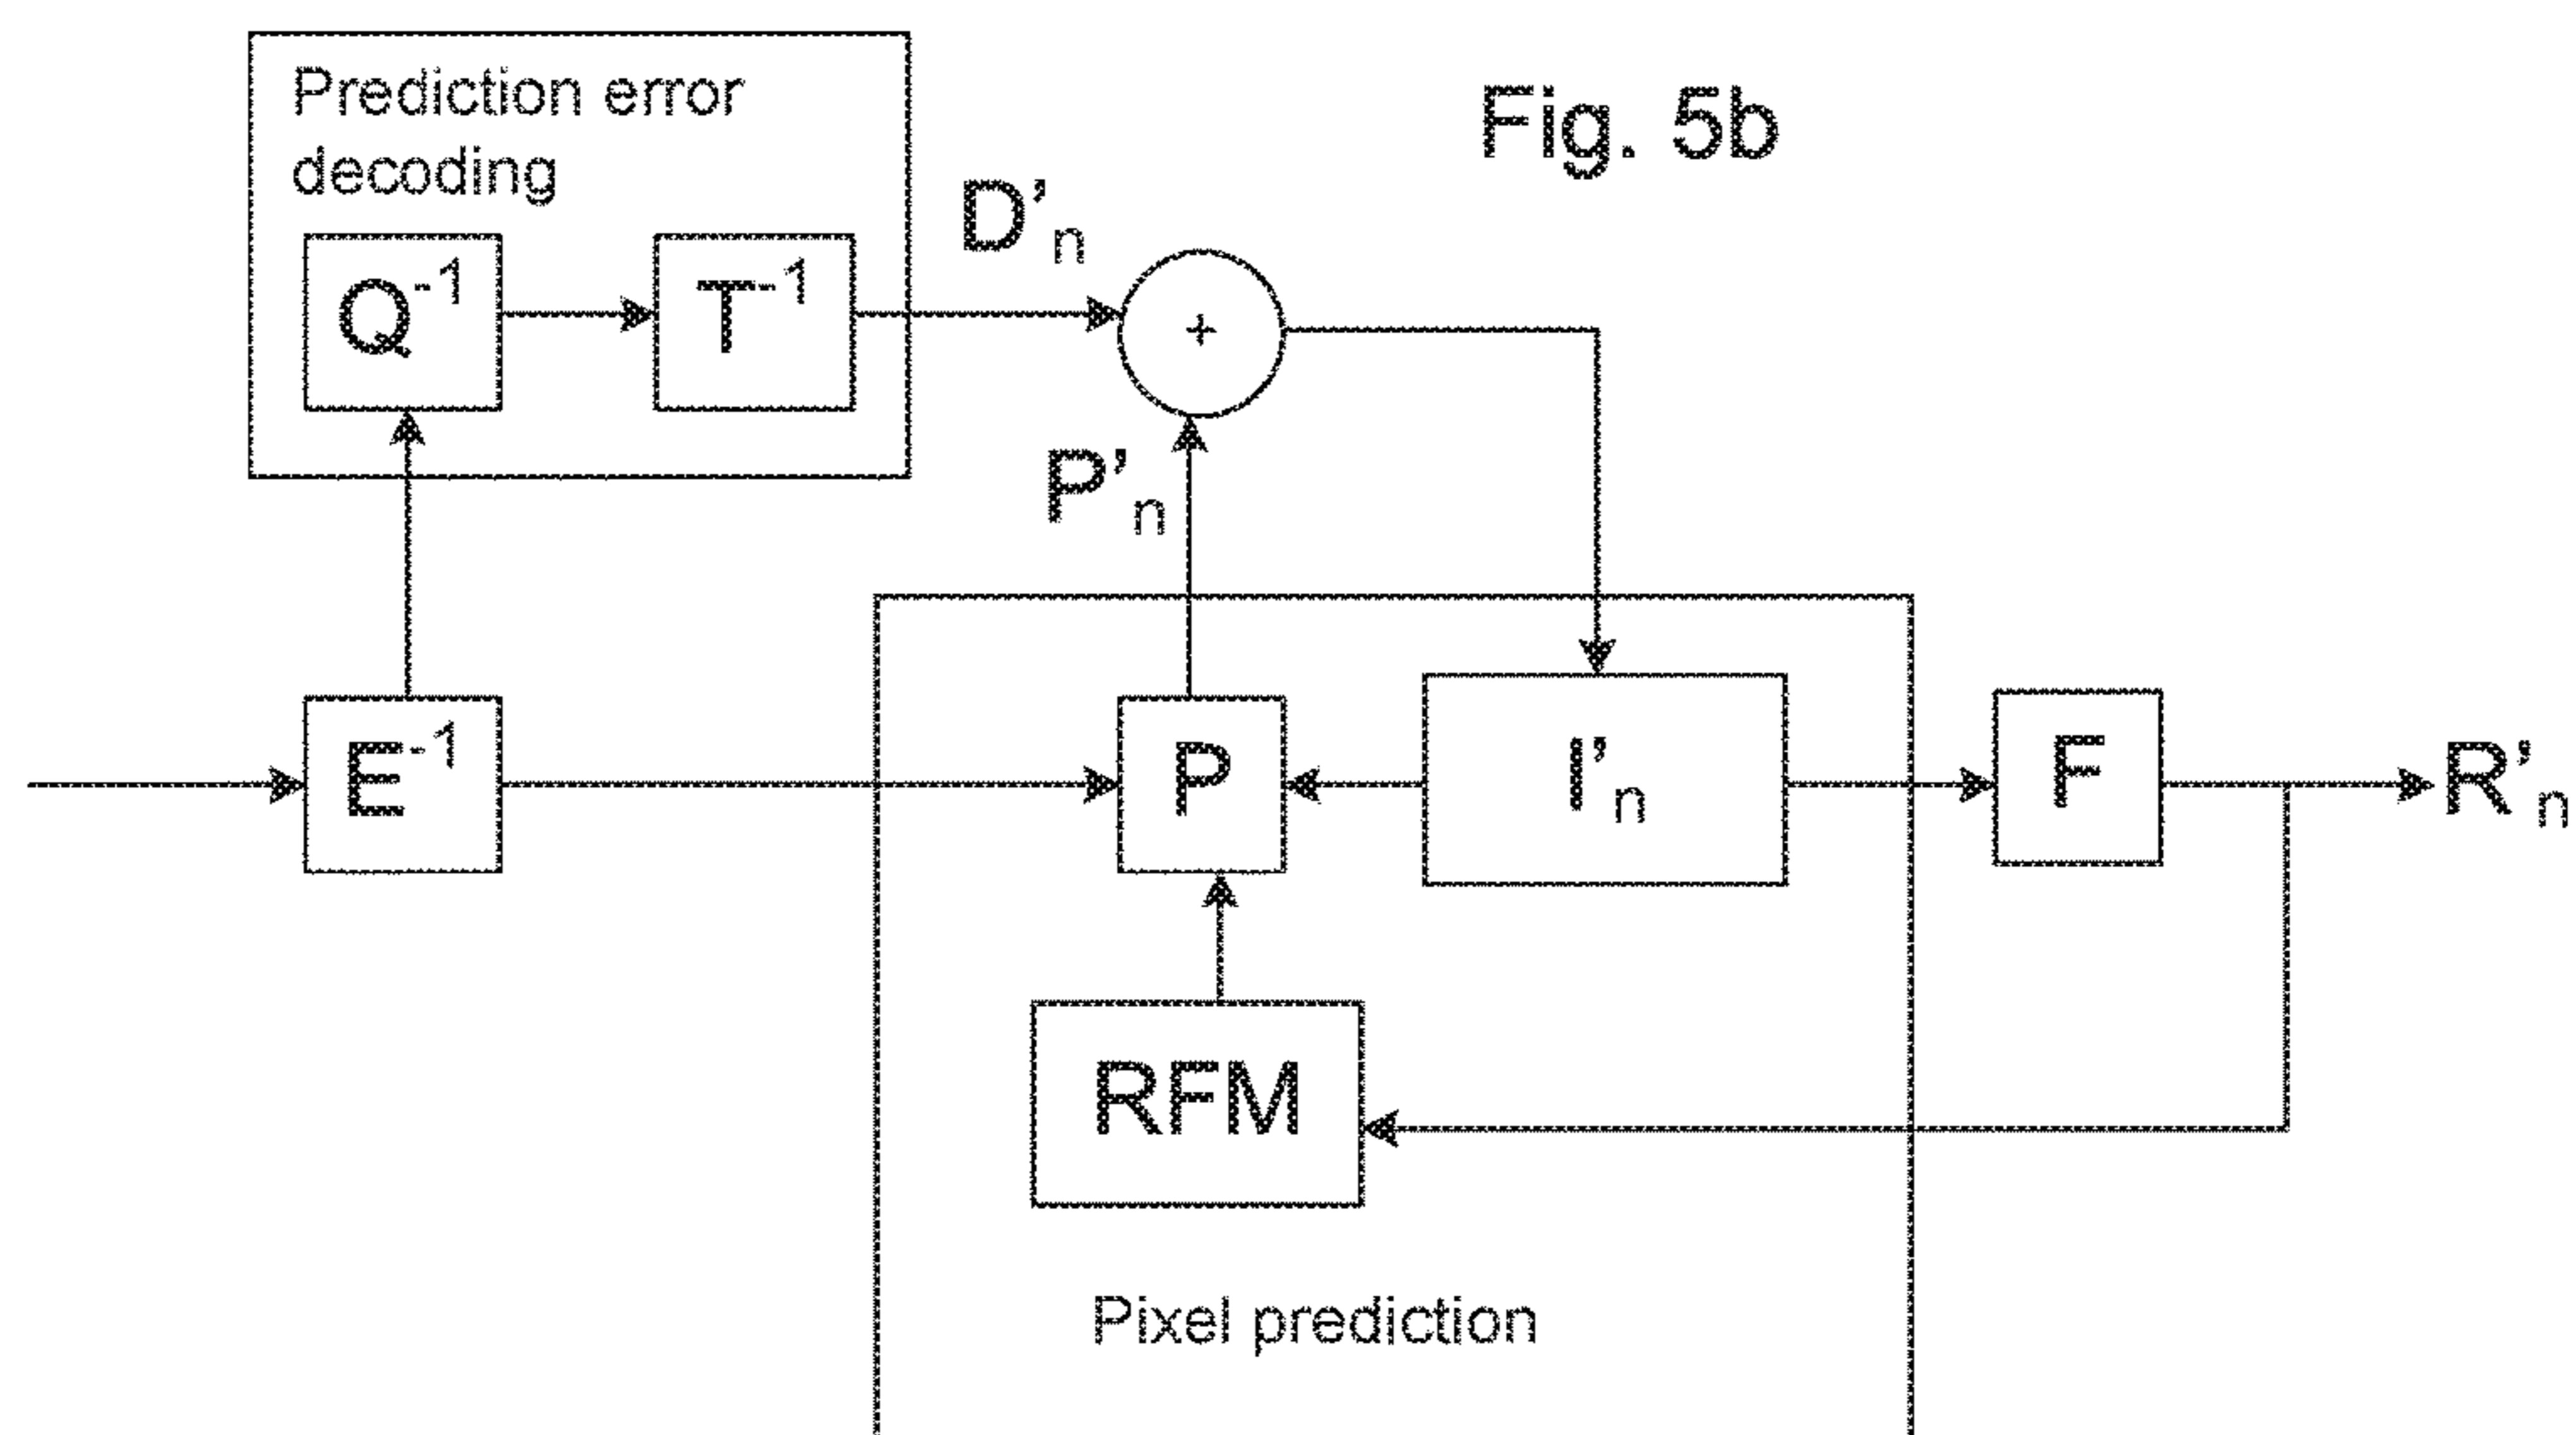 Fig. 5b
Prediction error
decoding
Q-1
T-1
D'n
+
P'n
E-1
P
I'n
F
R'n
RFM
Pixel prediction